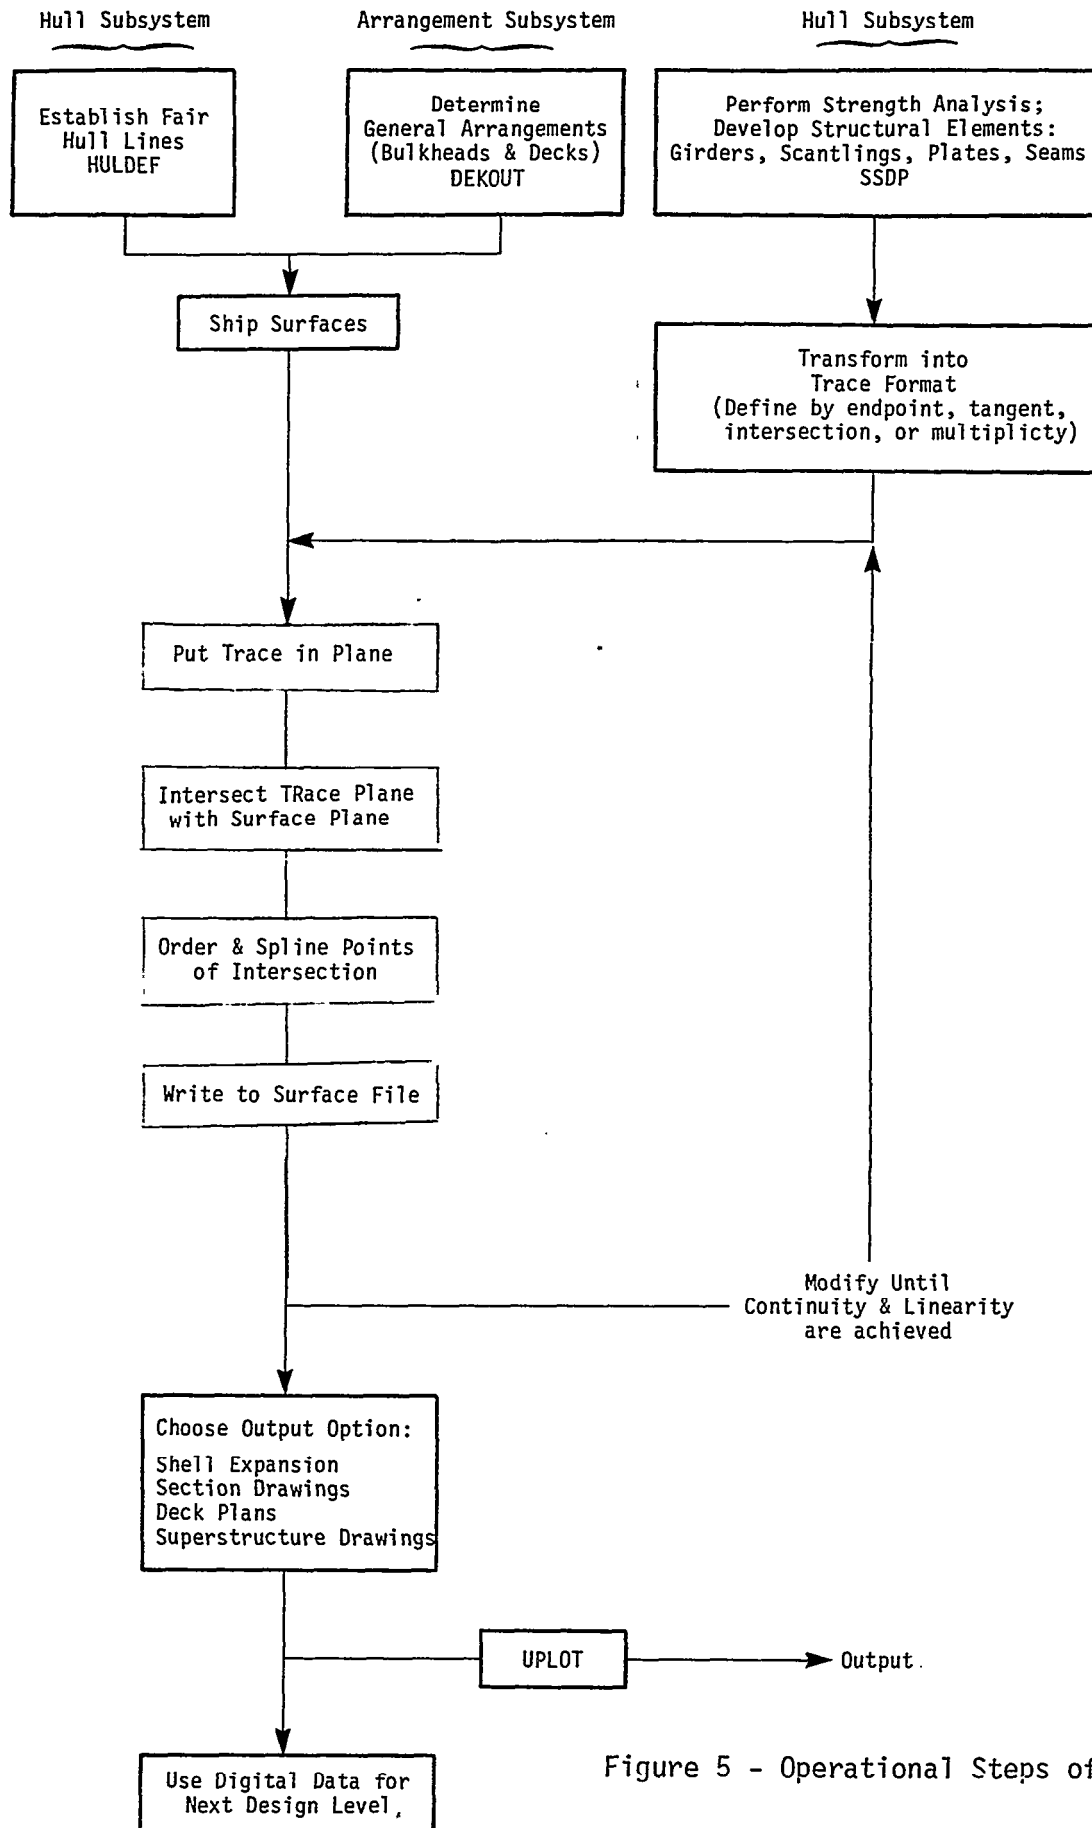 Hull Subsystem
Arrangement Subsystem
Hull Subsystem
Establish Fair
Hull Lines
HULDEF
Determine
General Arrangements
(Bulkheads & Decks)
DEKOUT
Perform Strength Analysis;
Develop Structural Elements:
Girders, Scantlings, Plates, Seams
SSDP
Ship Surfaces
Transform into
Trace Format
(Define by endpoint, tangent,
intersection, or multiplicty)
Put Trace in Plane
Intersect TRace Plane
with Surface Plane
Order & Spline Points
of Intersection
Write to Surface File
Modify Until
Continuity & Linearity
are achieved
Choose Output Option:
Shell Expansion
Section Drawings
Deck Plans
Superstructure Drawings
UPLOT
Output.
Use Digital Data for
Next Design Level,
Figure 5 - Operational Steps of